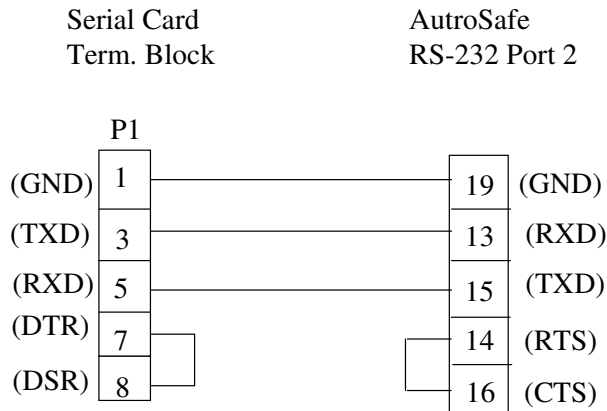 Serial Card
Term. Block
AutroSafe
RS-232 Port 2
P1
(GND) 1 19 (GND)
(TXD) 3 13 (RXD)
(RXD) 5 15 (TXD)
(DTR) 7 14 (RTS)
(DSR) 8 16 (CTS)